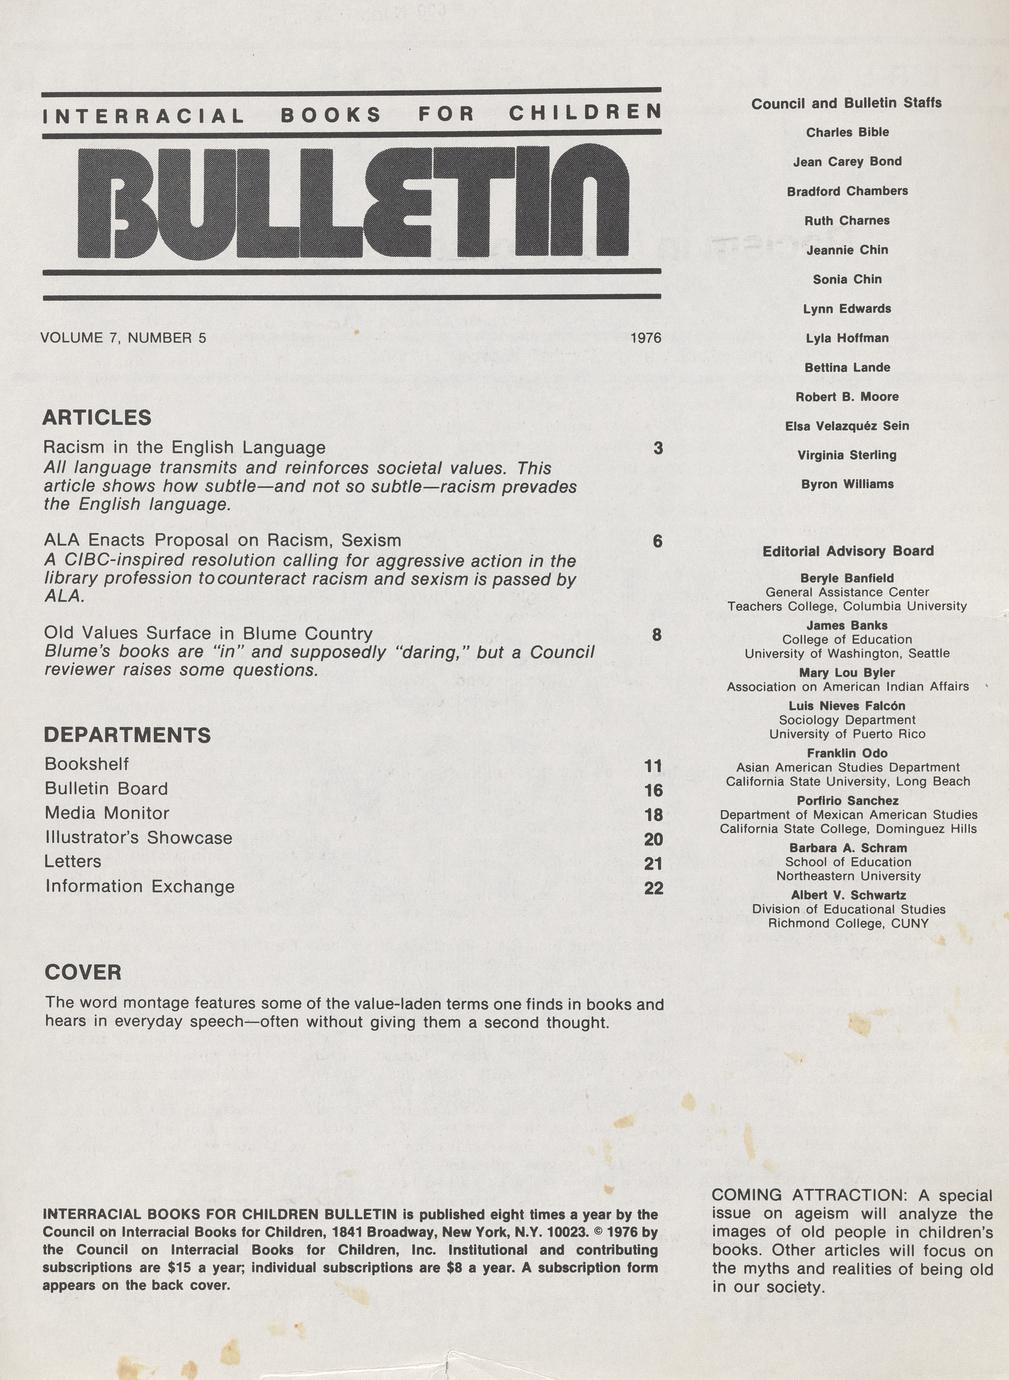 INTERRACIAL BOOKS FOR CHILDREN
BULLETIN
VOLUME 7, NUMBER 5 1976
ARTICLES
Racism in the English Language 3
All language transmits and reinforces societal values. This
article shows how subtle—and not so subtle—racism prevades
the English language.
ALA Enacts Proposal on Racism, Sexism 6
A CIBC-inspired resolution calling for aggressive action in the
library profession to counteract racism and sexism is passed by
ALA.
Old Values Surface in Blume Country 8
Blume's books are "in" and supposedly "daring," but a Council
reviewer raises some questions.
DEPARTMENTS
Bookshelf 11
Bulletin Board 16
Media Monitor 18
Illustrator's Showcase 20
Letters 21
Information Exchange 22
COVER
The word montage features some of the value-laden terms one finds in books and
hears in everyday speech—often without giving them a second thought.
INTERRACIAL BOOKS FOR CHILDREN BULLETIN is published eight times a year by the
Council on Interracial Books for Children, 1841 Broadway, New York, N.Y. 10023. © 1976 by
the Council on Interracial Books for Children, Inc. Institutional and contributing
subscriptions are $15 a year; individual subscriptions are $8 a year. A subscription form
appears on the back cover.
Council and Bulletin Staffs
Charles Bible
Jean Carey Bond
Bradford Chambers
Ruth Charnes
Jeannie Chin
Sonia Chin
Lynn Edwards
Lyla Hoffman
Bettina Lande
Robert B. Moore
Elsa Velazquéz Sein
Virginia Sterling
Byron Williams
Editorial Advisory Board
Beryle Banfield
General Assistance Center
Teachers College, Columbia University
James Banks
College of Education
University of Washington, Seattle
Mary Lou Byler
Association on American Indian Affairs
Luis Nieves Falcón
Sociology Department
University of Puerto Rico
Franklin Odo
Asian American Studies Department
California State University, Long Beach
Porfirio Sanchez
Department of Mexican American Studies
California State College, Dominguez Hills
Barbara A. Schram
School of Education
Northeastern University
Albert V. Schwartz
Division of Educational Studies
Richmond College, CUNY
COMING ATTRACTION: A special
issue on ageism will analyze the
images of old people in children's
books. Other articles will focus on
the myths and realities of being old
in our society.